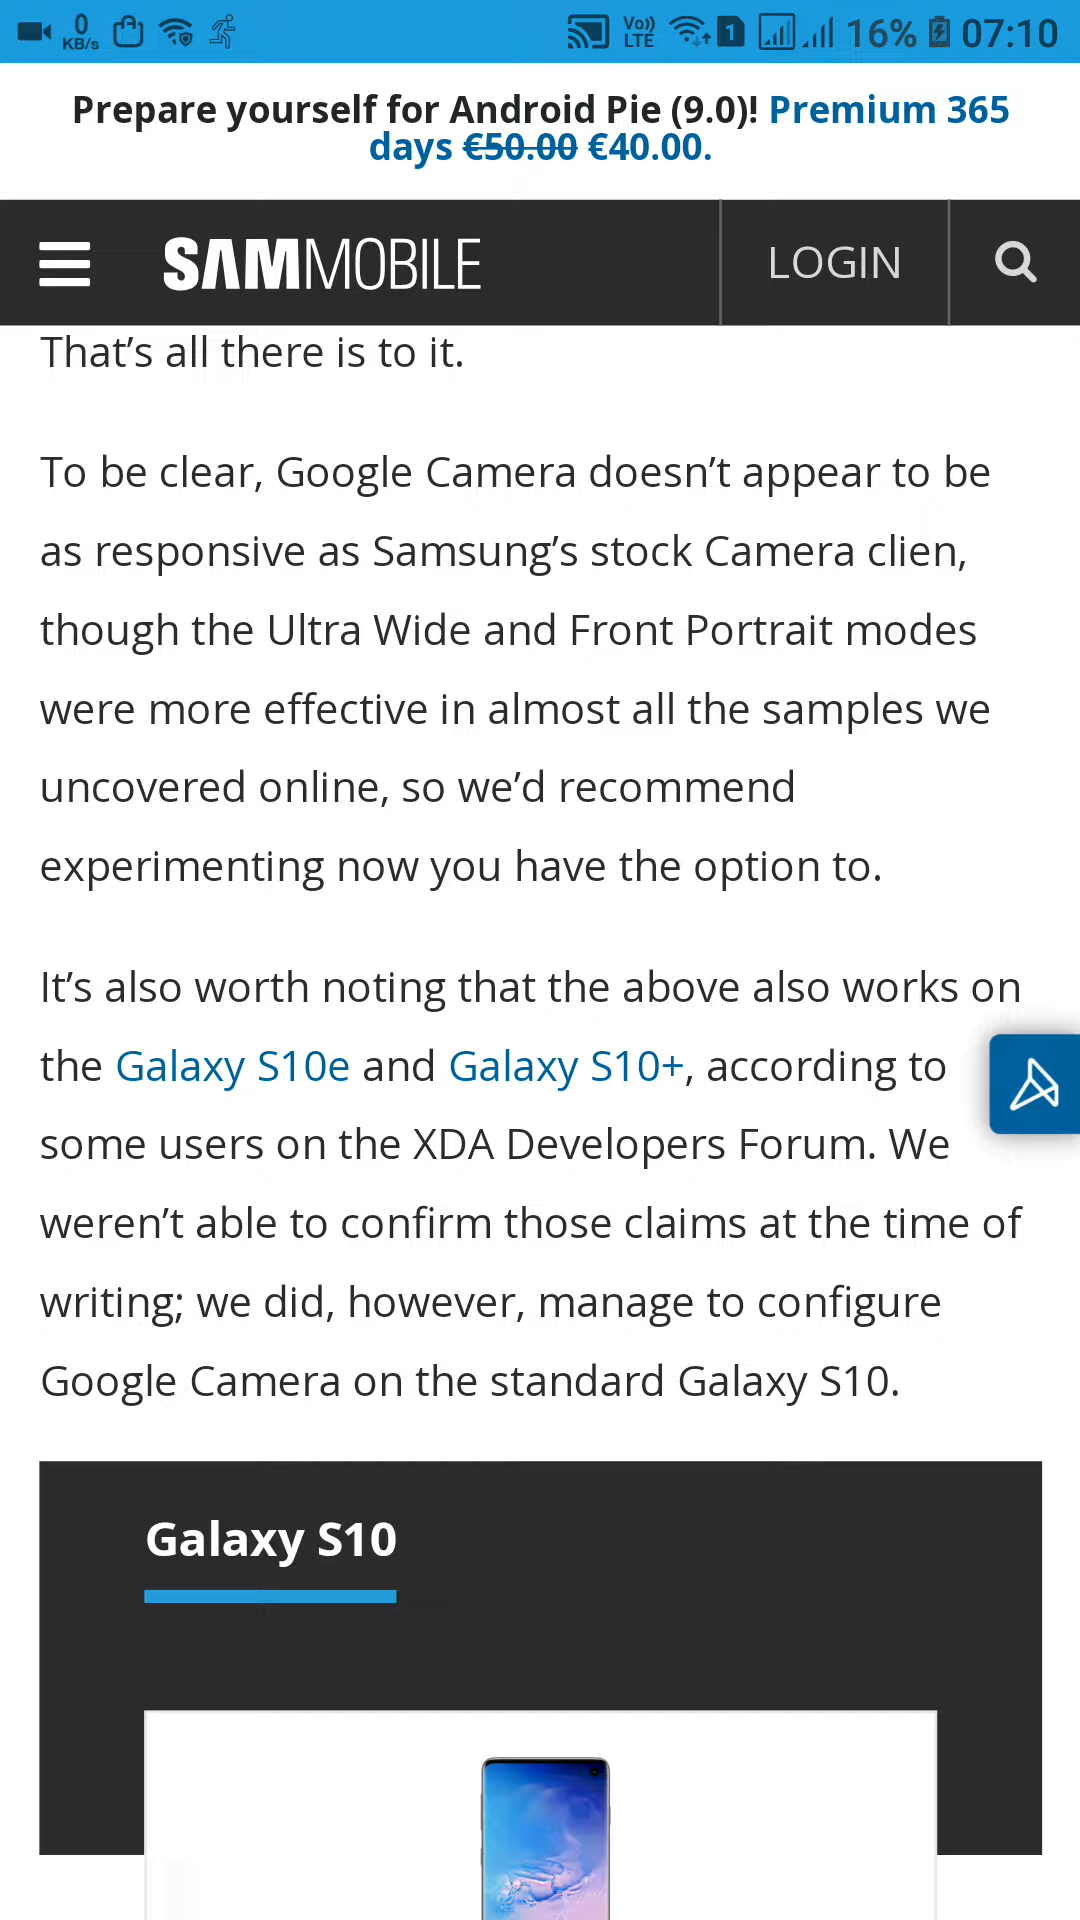 0 KB/s Vo)) LTE 1 16% 07:10
Prepare yourself for Android Pie (9.0)! Premium 365
days €50.00 €40.00.
SAMMOBILE LOGIN
That’s all there is to it.
To be clear, Google Camera doesn’t appear to be
as responsive as Samsung’s stock Camera clien,
though the Ultra Wide and Front Portrait modes
were more effective in almost all the samples we
uncovered online, so we’d recommend
experimenting now you have the option to.
It’s also worth noting that the above also works on
the Galaxy S10e and Galaxy S10+, according to
some users on the XDA Developers Forum. We
weren’t able to confirm those claims at the time of
writing; we did, however, manage to configure
Google Camera on the standard Galaxy S10.
Galaxy S10